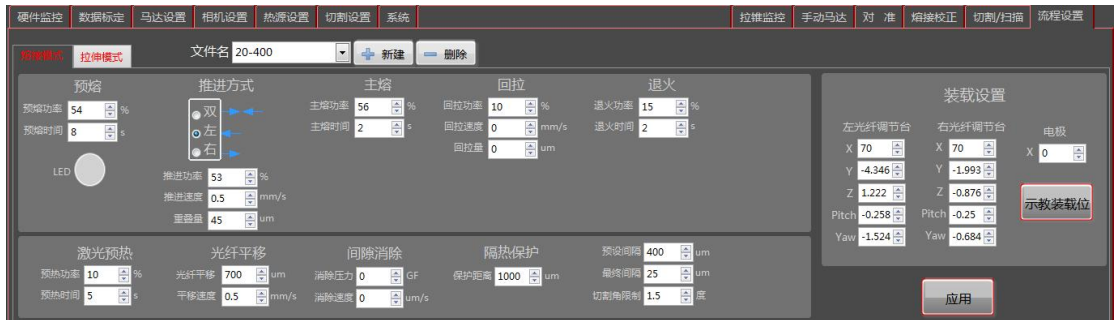 硬件监控 数据标定 马达设置 相机设置 热源设置 切割设置 系统 拉锥监控 手动马达 对 准 熔接校正 切割/扫描 流程设置
熔接模式 拉伸模式 文件名 20-400 新建 删除
预熔 推进方式 主熔 回拉 退火
预熔功率 54 % 双 主熔功率 56 % 回拉功率 10 % 退火功率 15 %
预熔时间 8 s 左 主熔时间 2 s 回拉速度 0 mm/s 退火时间 2 s
右 回拉量 0 um
LED 推进功率 53 %
推进速度 0.5 mm/s
重叠量 45 um
装载设置
左光纤调节台 右光纤调节台 电极
X 70 X 70 X 0
Y -4.346 Y -1.993
Z 1.222 Z -0.876 示教装载位
Pitch -0.258 Pitch -0.25
Yaw -1.524 Yaw -0.684
激光预热 光纤平移 间隙消除 隔热保护 预设间隔 400 um
预热功率 10 % 光纤平移 700 um 消除压力 0 GF 保护距离 1000 um 最终间隔 25 um
预热时间 5 s 平移速度 0.5 mm/s 消除速度 0 um/s 切割角限制 1.5 度
应用